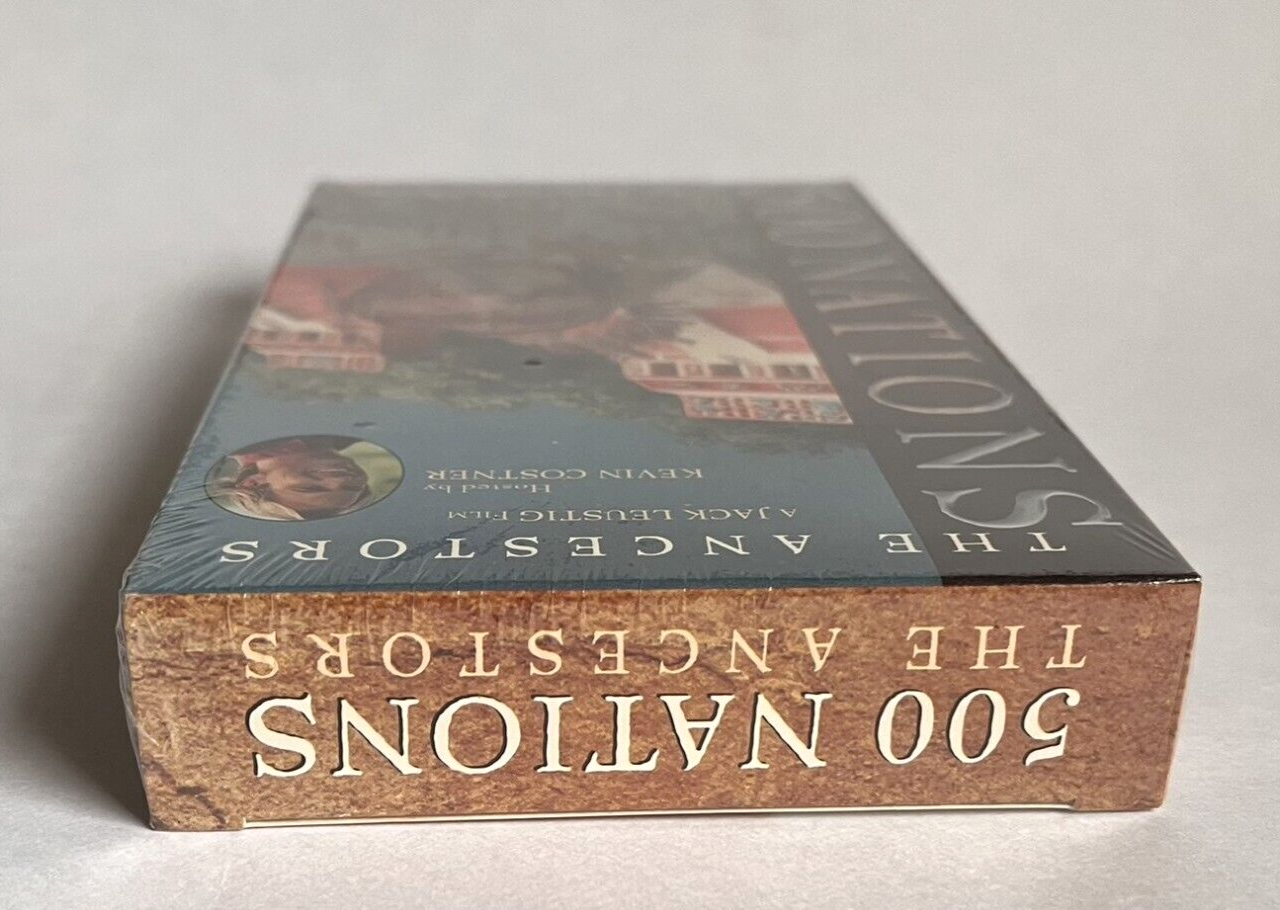 NATIONS
KEVIN COSTNER
Hosted by
A JACK LEUSTIG FILM
THE ANCESTORS
THE ANCESTORS
500 NATIONS